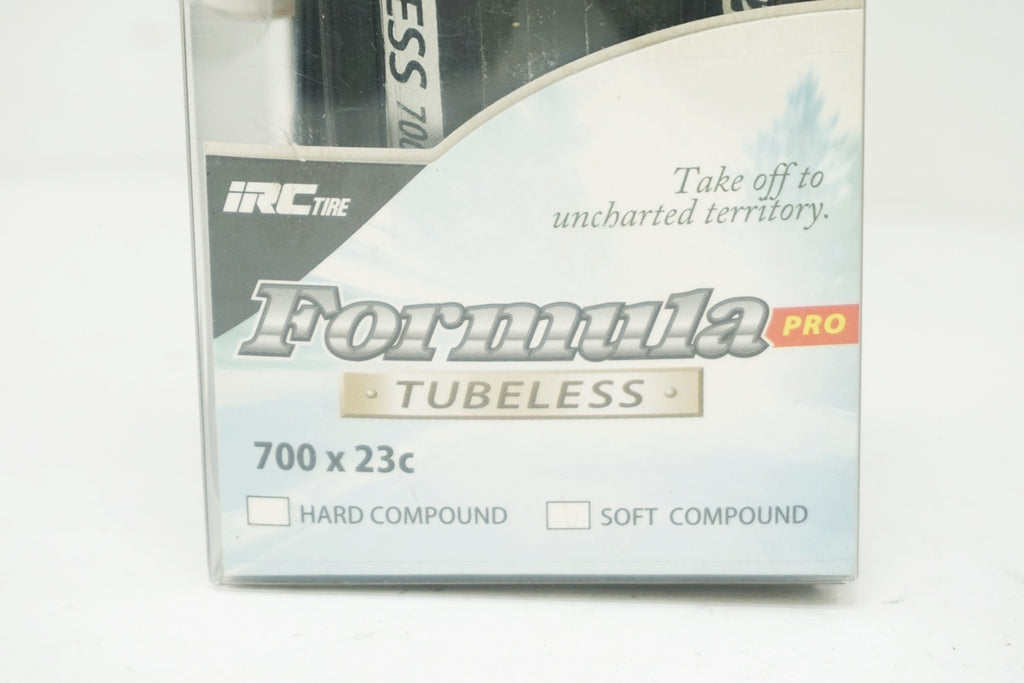 ESS 700
iRC TIRE
Take off to
uncharted territory.
Formula PRO
TUBELESS
700 x 23c
HARD COMPOUND
SOFT COMPOUND